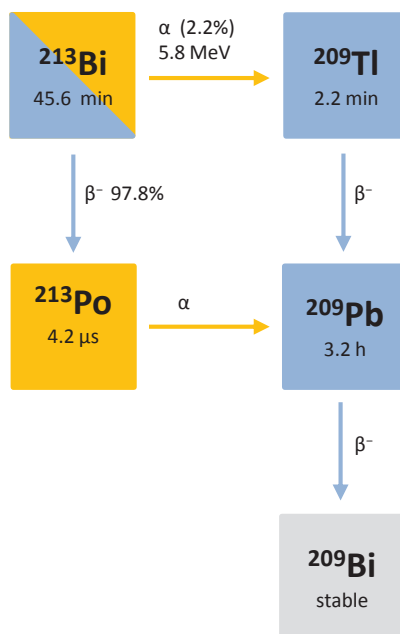 ²¹³Bi
45.6 min
α (2.2%)
5.8 MeV
²⁰⁹Tl
2.2 min
β⁻ 97.8%
β⁻
²¹³Po
4.2 µs
α
²⁰⁹Pb
3.2 h
β⁻
²⁰⁹Bi
stable